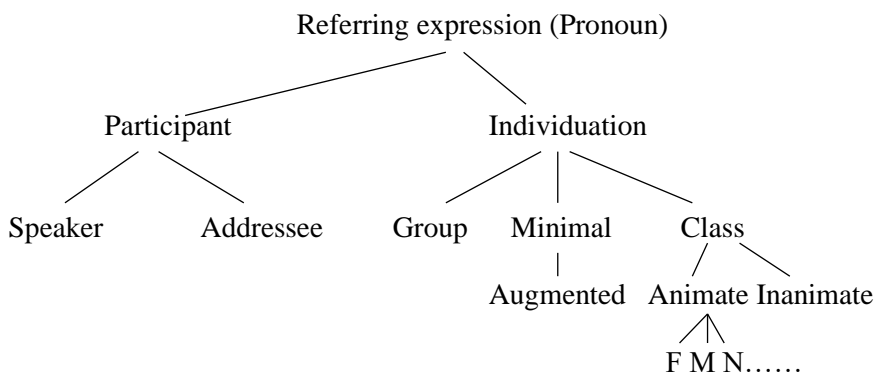 Referring expression (Pronoun)
Participant Individuation
Speaker Addressee Group Minimal Class
Augmented Animate Inanimate
F M N……